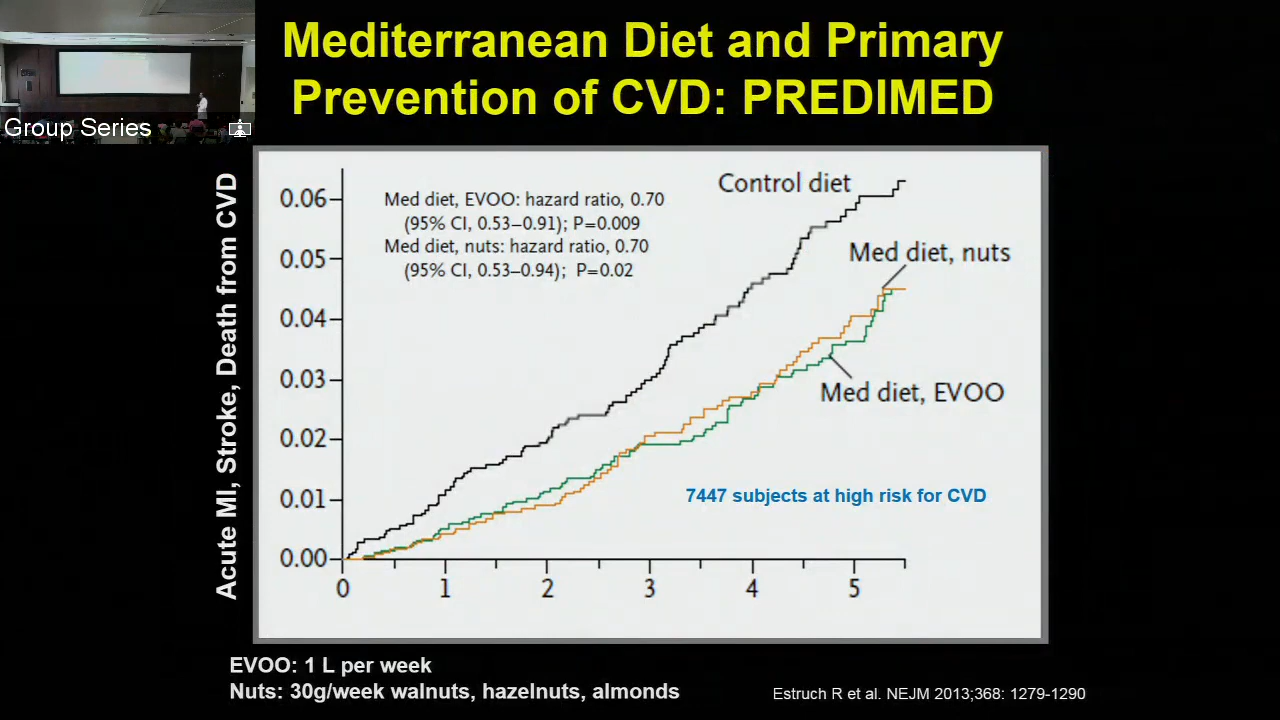 Mediterranean Diet and Primary
Prevention of CVD: PREDIMED
Group Series
Acute MI, Stroke, Death from CVD
0.06
0.05
0.04
0.03
0.02
0.01
0.00
Med diet, EVOO: hazard ratio, 0.70
(95% CI, 0.53–0.91); P=0.009
Med diet, nuts: hazard ratio, 0.70
(95% CI, 0.53–0.94); P=0.02
Control diet
Med diet, nuts
Med diet, EVOO
7447 subjects at high risk for CVD
0 1 2 3 4 5
EVOO: 1 L per week
Nuts: 30g/week walnuts, hazelnuts, almonds
Estruch R et al. NEJM 2013;368: 1279-1290